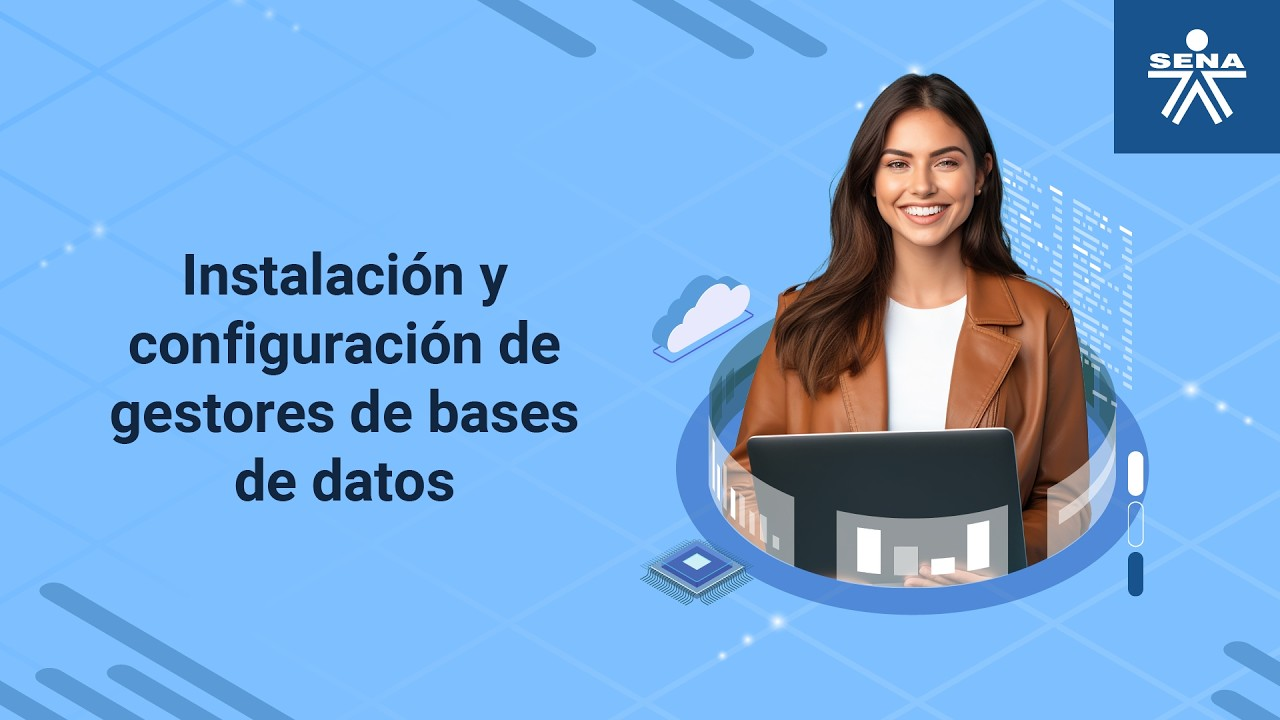 SENA
Instalación y
configuración de
gestores de bases
de datos